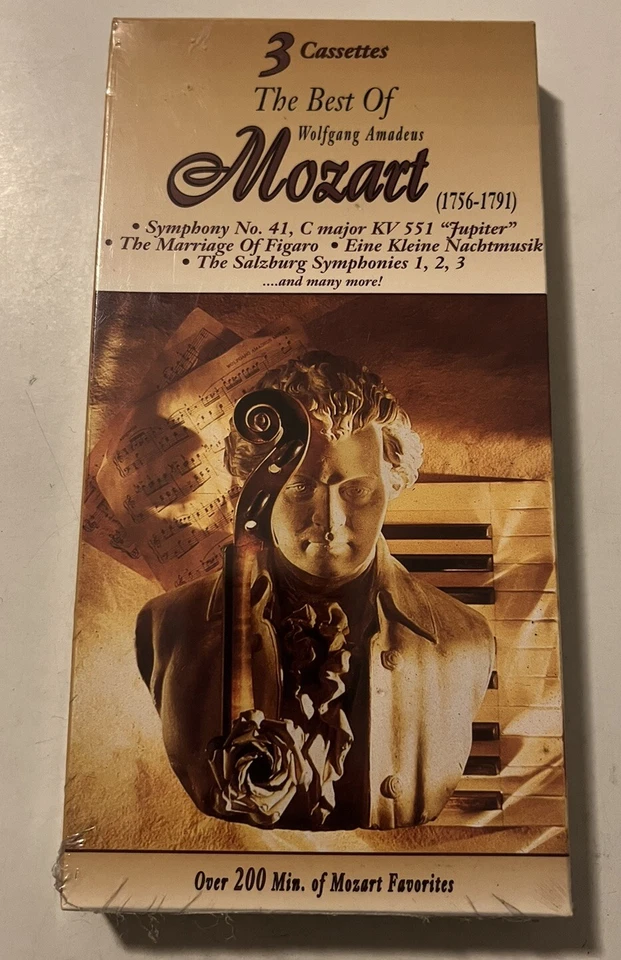 3 Cassettes
The Best Of
Wolfgang Amadeus
Mozart
(1756-1791)
• Symphony No. 41, C major KV 551 “Jupiter”
• The Marriage Of Figaro • Eine Kleine Nachtmusik
• The Salzburg Symphonies 1, 2, 3
....and many more!
Over 200 Min. of Mozart Favorites